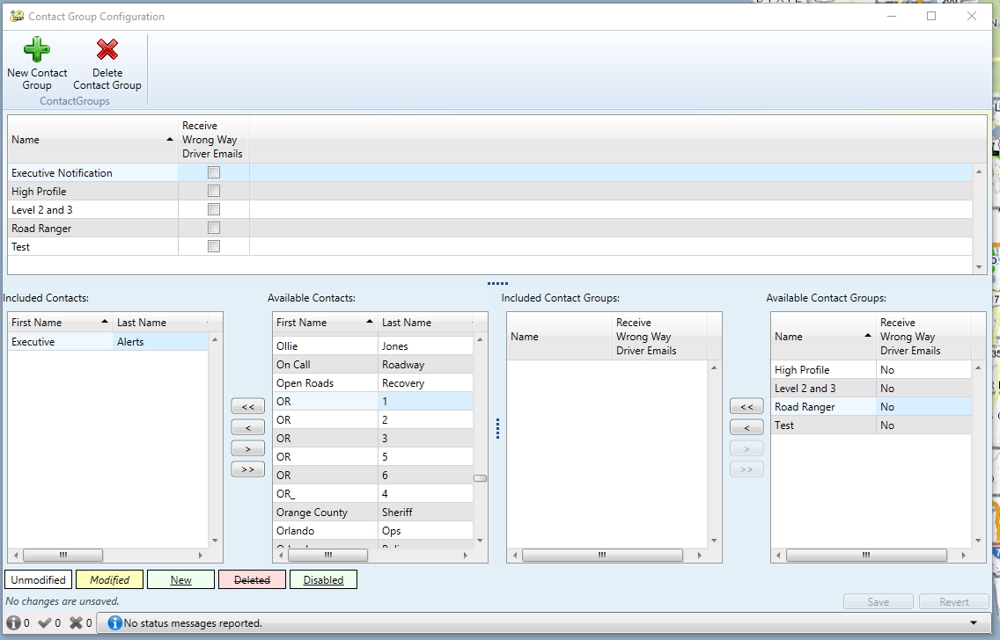 Contact Group Configuration
New Contact Group
Delete Contact Group
ContactGroups
Name
Receive Wrong Way Driver Emails
Executive Notification
High Profile
Level 2 and 3
Road Ranger
Test
Included Contacts:
First Name Last Name
Executive Alerts
Available Contacts:
First Name Last Name
Ollie Jones
On Call Roadway
Open Roads Recovery
OR 1
OR 2
OR 3
OR 5
OR 6
OR_ 4
Orange County Sheriff
Orlando Ops
<<
<
>
>>
Included Contact Groups:
Name
Receive Wrong Way Driver Emails
Available Contact Groups:
Name
Receive Wrong Way Driver Emails
High Profile No
Level 2 and 3 No
Road Ranger No
Test No
<<
<
>
>>
Unmodified Modified New Deleted Disabled
No changes are unsaved.
Save Revert
0 0 0 No status messages reported.